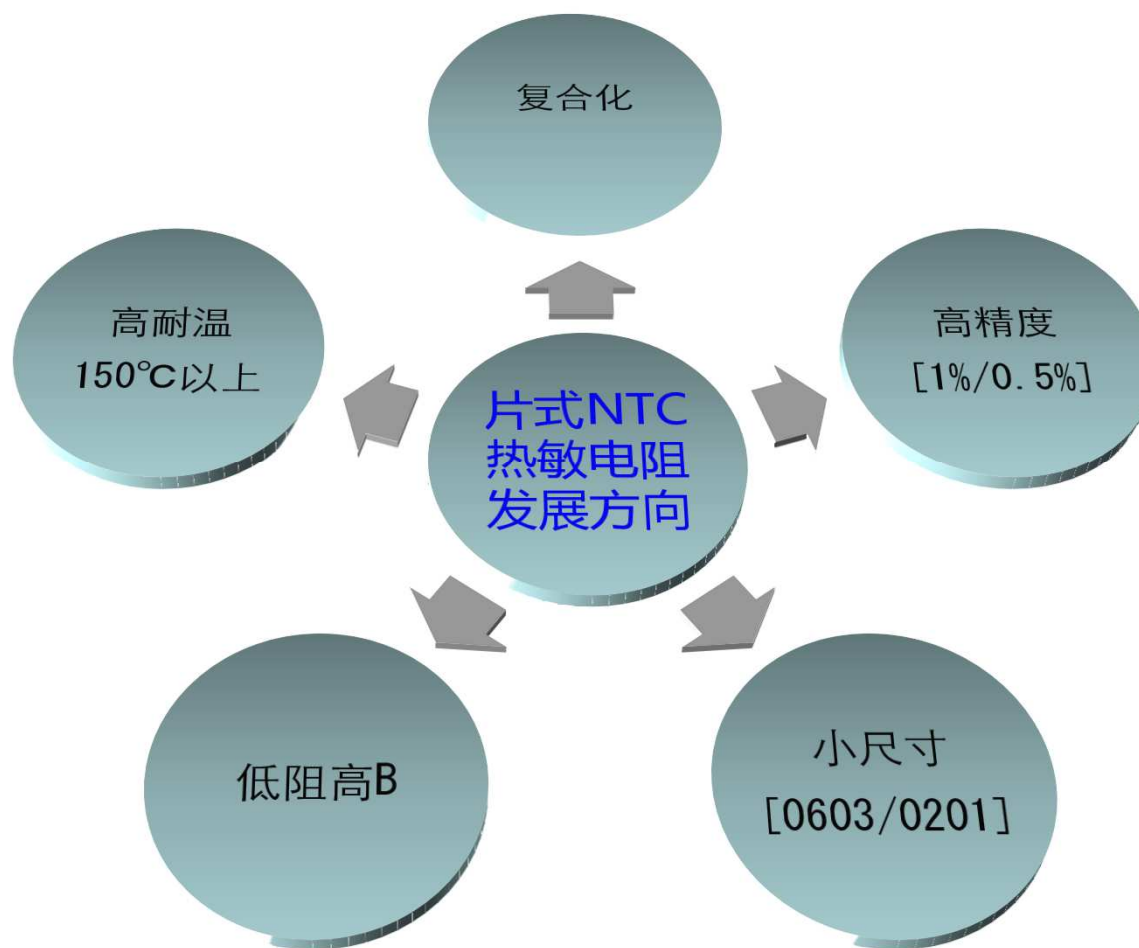 复合化
高耐温
150℃以上
高精度
[1%/0.5%]
片式NTC
热敏电阻
发展方向
低阻高B
小尺寸
[0603/0201]